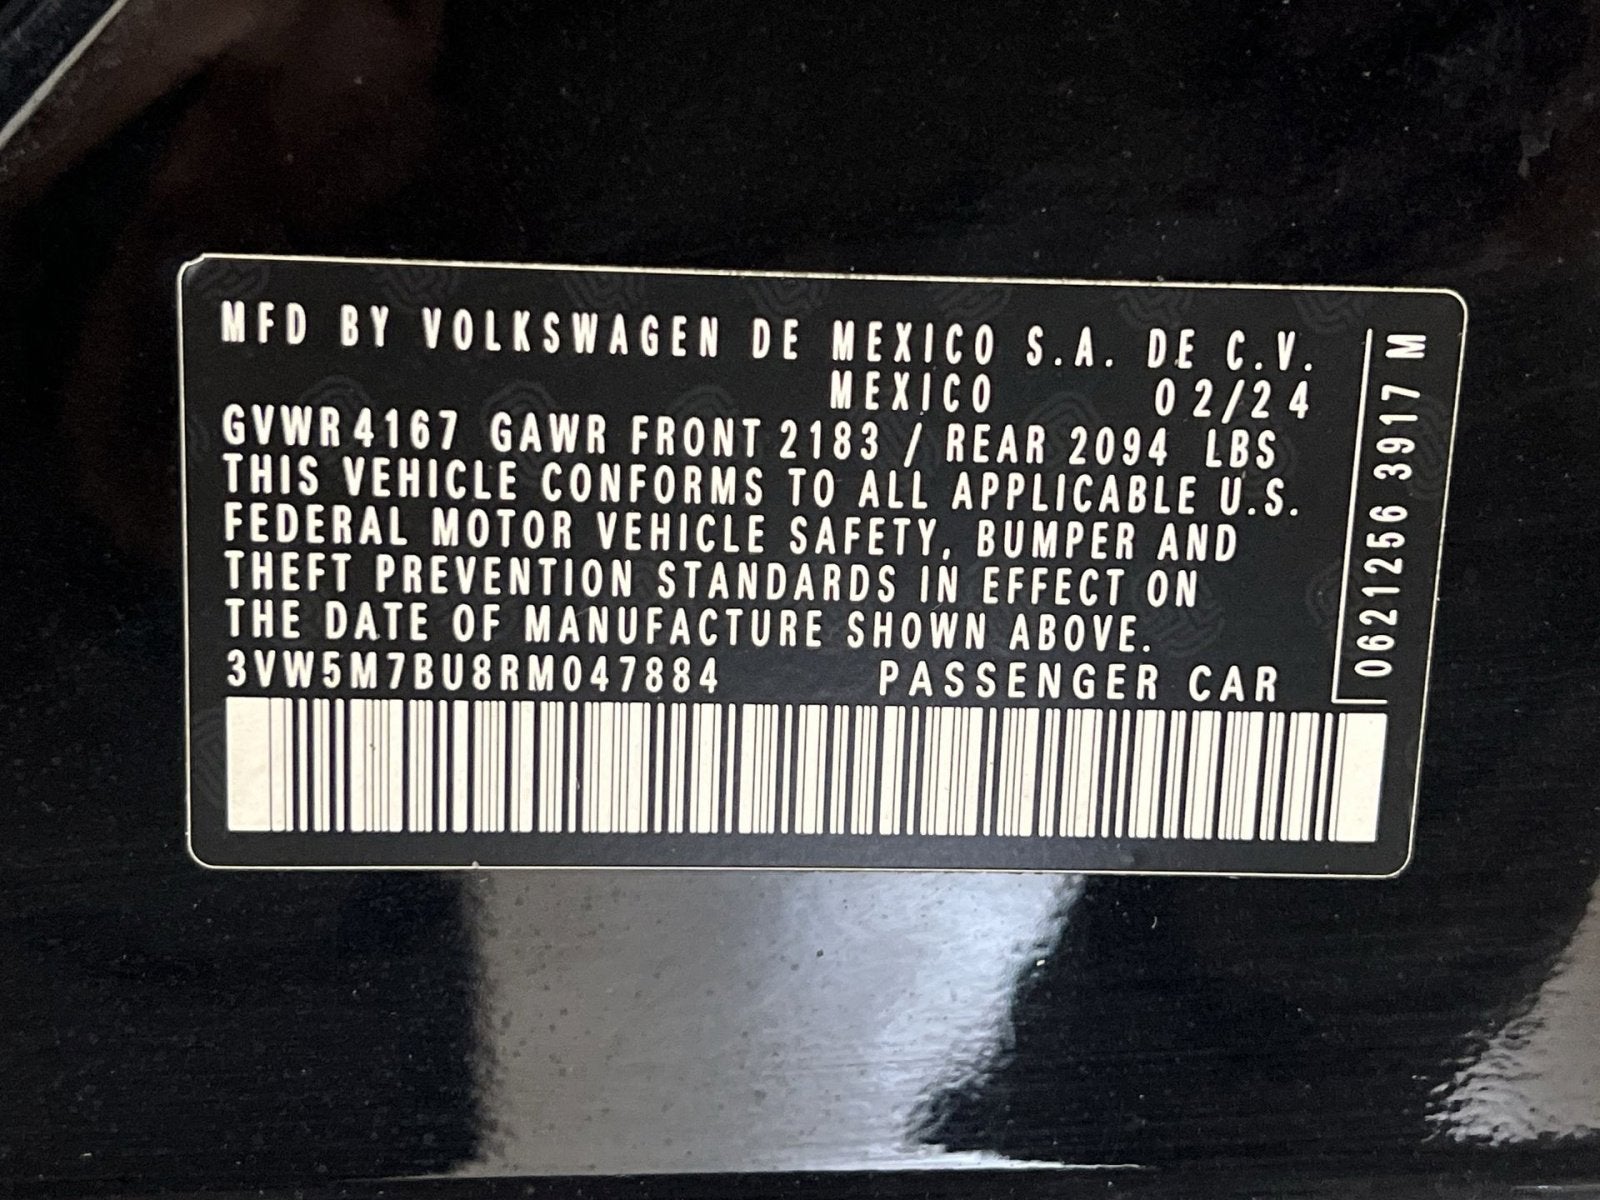 MFD BY VOLKSWAGEN DE MEXICO S.A. DE C.V.
MEXICO 02/24
GVWR 4167 GAWR FRONT 2183 / REAR 2094 LBS
THIS VEHICLE CONFORMS TO ALL APPLICABLE U.S.
FEDERAL MOTOR VEHICLE SAFETY, BUMPER AND
THEFT PREVENTION STANDARDS IN EFFECT ON
THE DATE OF MANUFACTURE SHOWN ABOVE.
3VW5M7BU8RM047884 PASSENGER CAR
0621256 3917 M